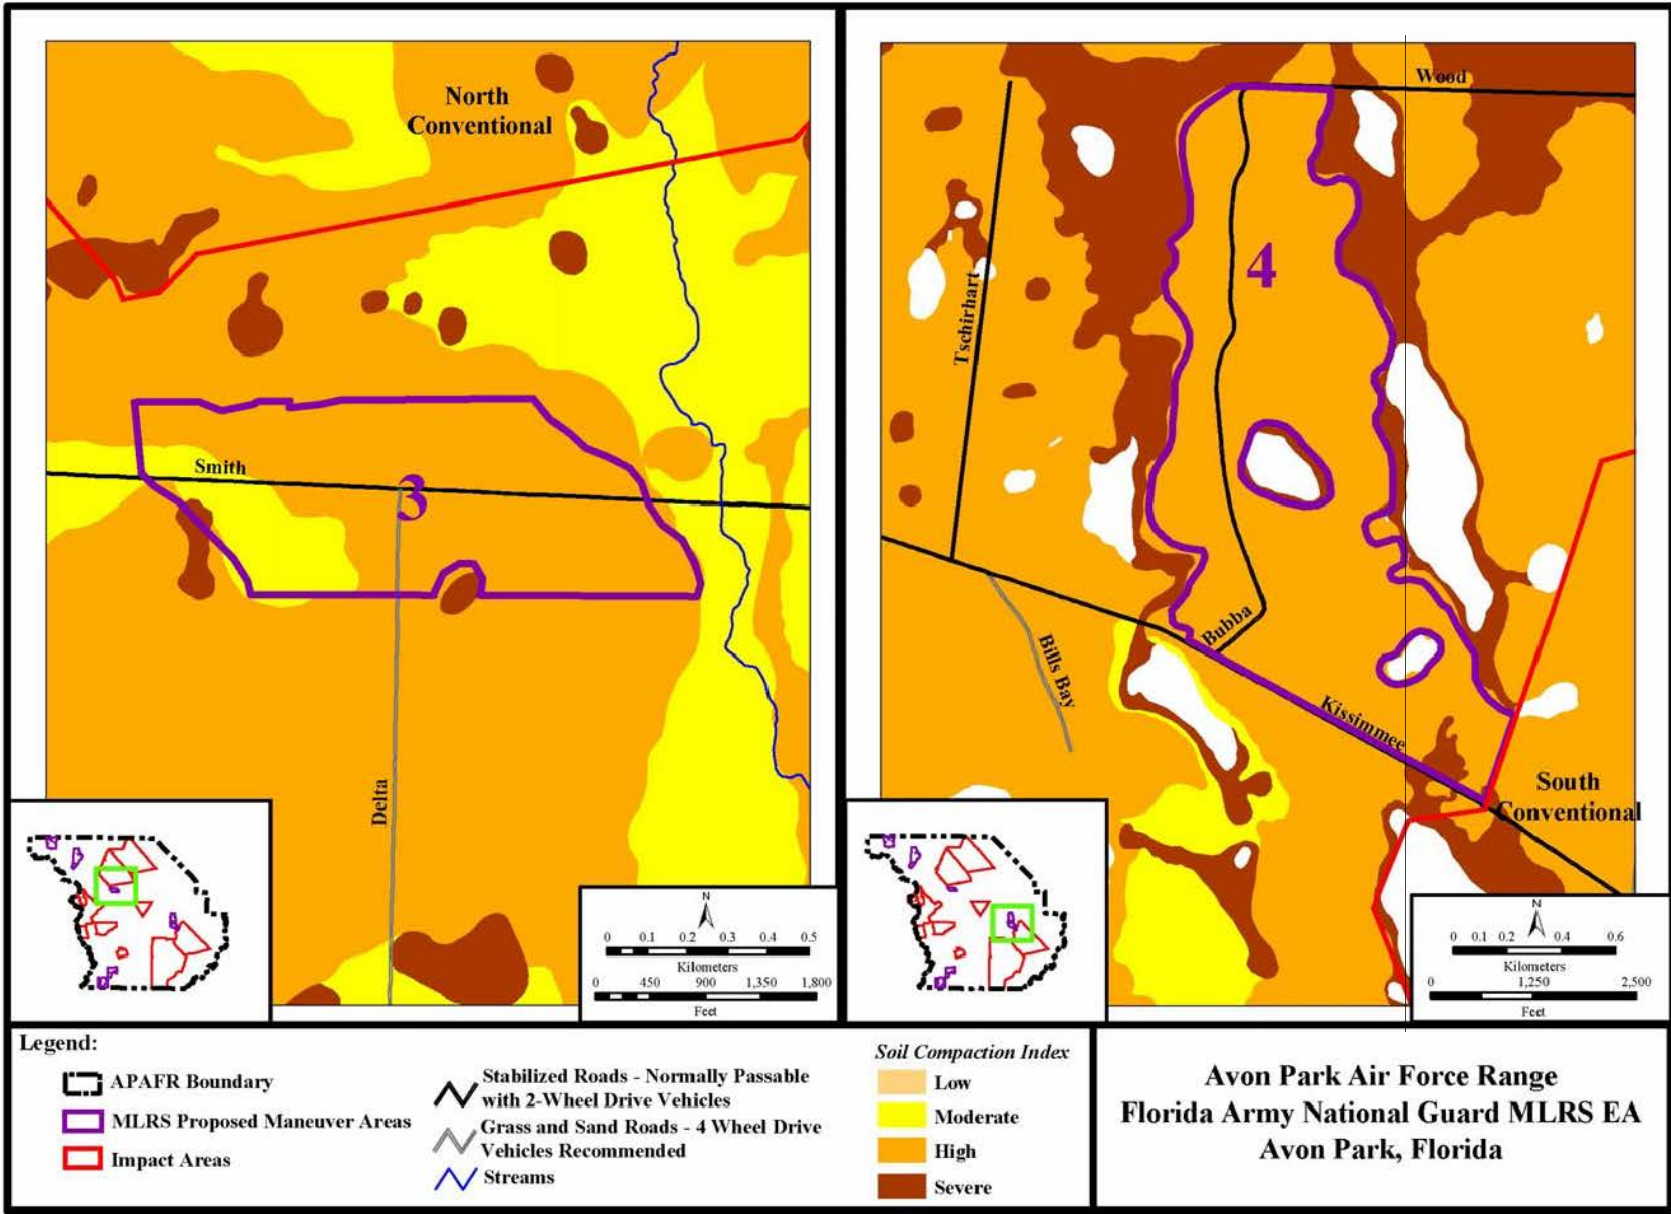 North
Conventional
Smith
3
Delta
N
0 0.1 0.2 0.3 0.4 0.5
Kilometers
0 450 900 1,350 1,800
Feet
Wood
4
Tschirhart
Bubba
Bills Bay
Kissimmee
South
Conventional
N
0 0.1 0.2 0.4 0.6
Kilometers
0 1,250 2,500
Feet
Legend:
APAFR Boundary
MLRS Proposed Maneuver Areas
Impact Areas
Stabilized Roads - Normally Passable
with 2-Wheel Drive Vehicles
Grass and Sand Roads - 4 Wheel Drive
Vehicles Recommended
Streams
Soil Compaction Index
Low
Moderate
High
Severe
Avon Park Air Force Range
Florida Army National Guard MLRS EA
Avon Park, Florida